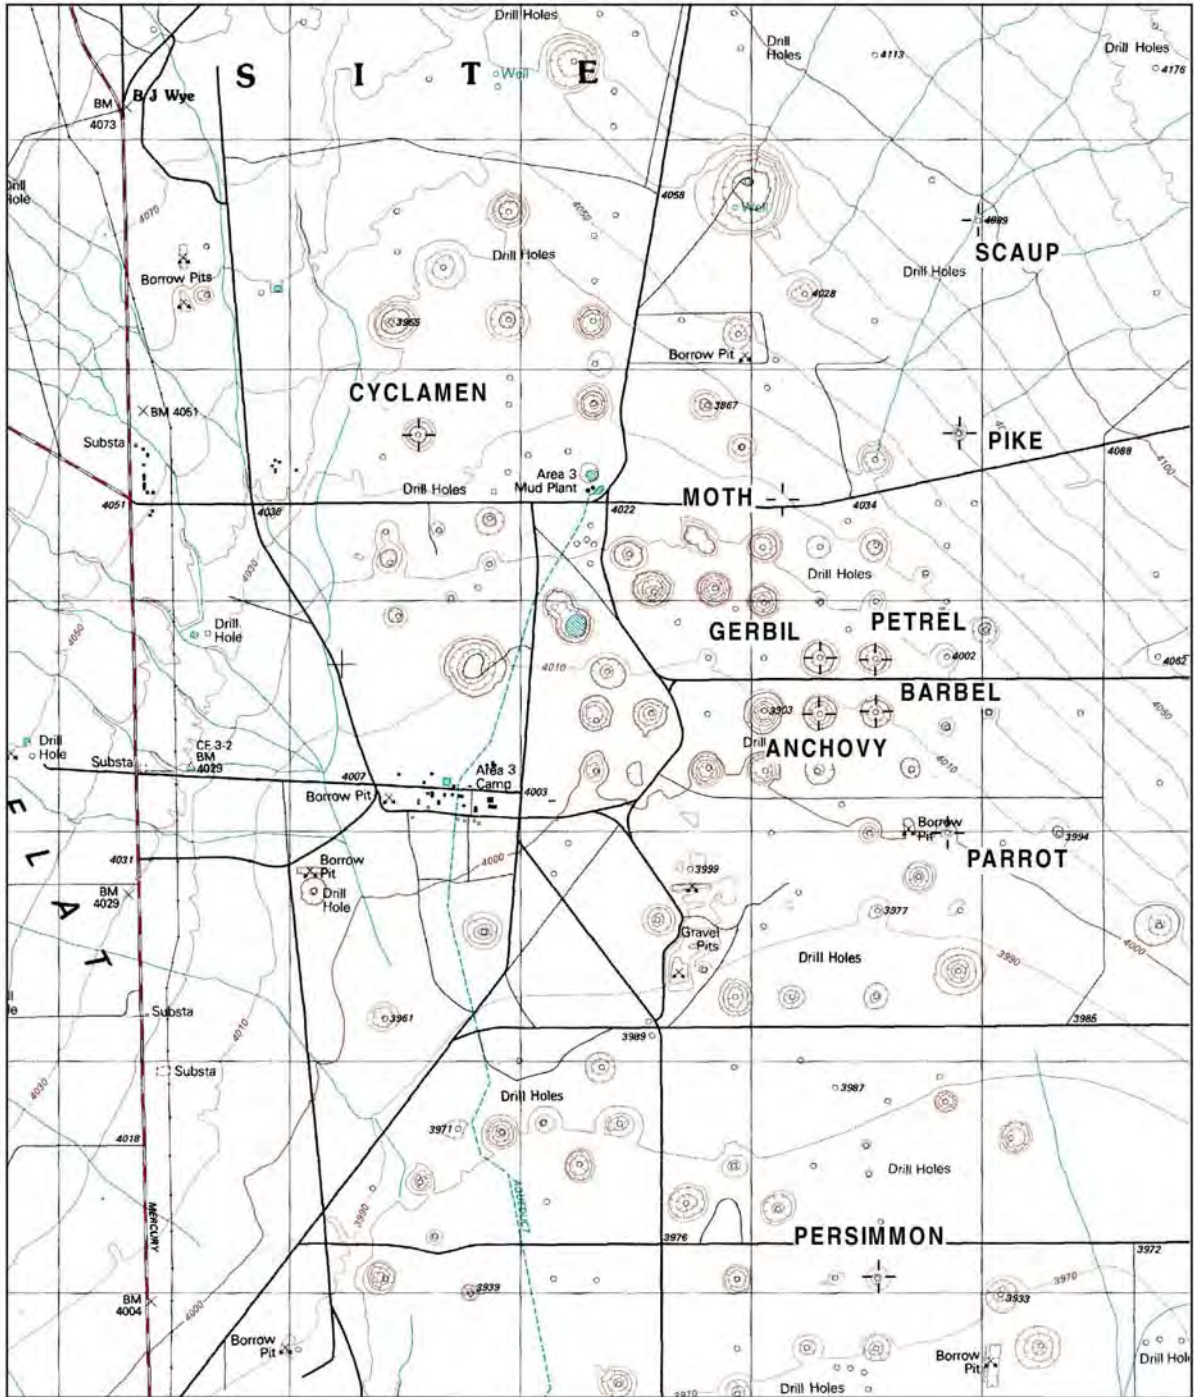 Drill Holes
S I T E
Drill
Holes
4113
Drill Holes
4176
Well
BM
4073
B J Wye
4070
4058
4050
Well
4089
SCAUP
Drill Holes
Drill Holes
Borrow Pits
4028
3965
Borrow Pit
CYCLAMEN
3867
BM 4051
Substa
PIKE
4088
4100
Area 3
Mud Plant
Drill Holes
MOTH
4051
4038
4022
4034
4030
Drill Holes
4050
Drill
Hole
GERBIL
PETREL
4002
4062
4010
BARBEL
4060
3903
Drill
ANCHOVY
4010
Drill
Hole
CE-3-2
BM
4029
Substa
4007
Area 3
Camp
Borrow Pit
4003
Borrow
Pit
3994
PARROT
4031
4000
3999
Borrow
Pit
BM
4029
Drill
Hole
3977
E L A T
Gravel
Pits
Drill Holes
3990
4000
3961
Substa
4010
3985
3989
Substa
4030
Drill Holes
3987
3971
4018
Drill Holes
AQUEDUCT
MERCURY
3990
3976
PERSIMMON
3972
3939
3970
3933
BM
4004
4000
Borrow
Pit
Borrow
Pit
Drill Holes
3970